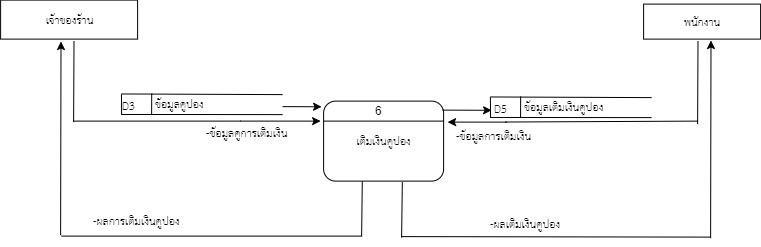 เจ้าของร้าน
พนักงาน
D3 ข้อมูลคูปอง
6
D5 ข้อมูลเติมเงินคูปอง
-ข้อมูลดูการเติมเงิน
เติมเงินคูปอง
-ข้อมูลการเติมเงิน
-ผลการเติมเงินคูปอง
-ผลเติมเงินคูปอง